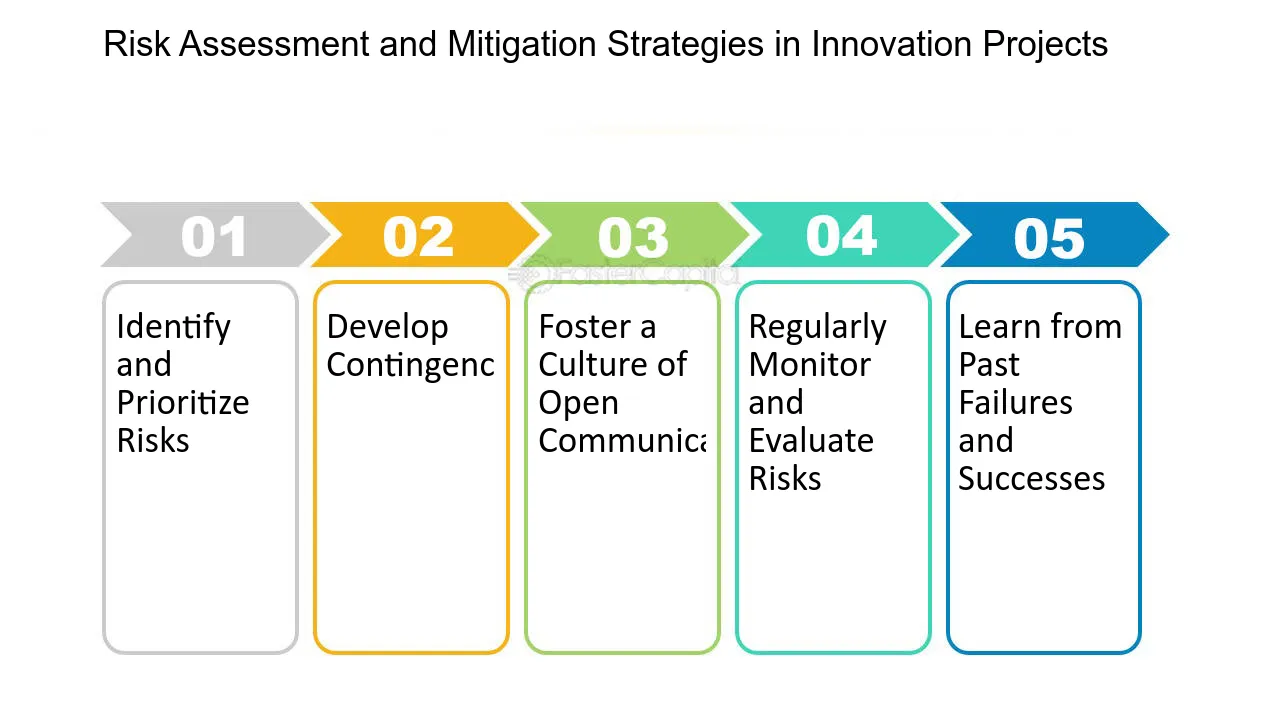 Risk Assessment and Mitigation Strategies in Innovation Projects
01
02
03
04
05
FasterCapita
Identify
and
Prioritize
Risks
Develop
Contingenc
Foster a
Culture of
Open
Communica
Regularly
Monitor
and
Evaluate
Risks
Learn from
Past
Failures
and
Successes